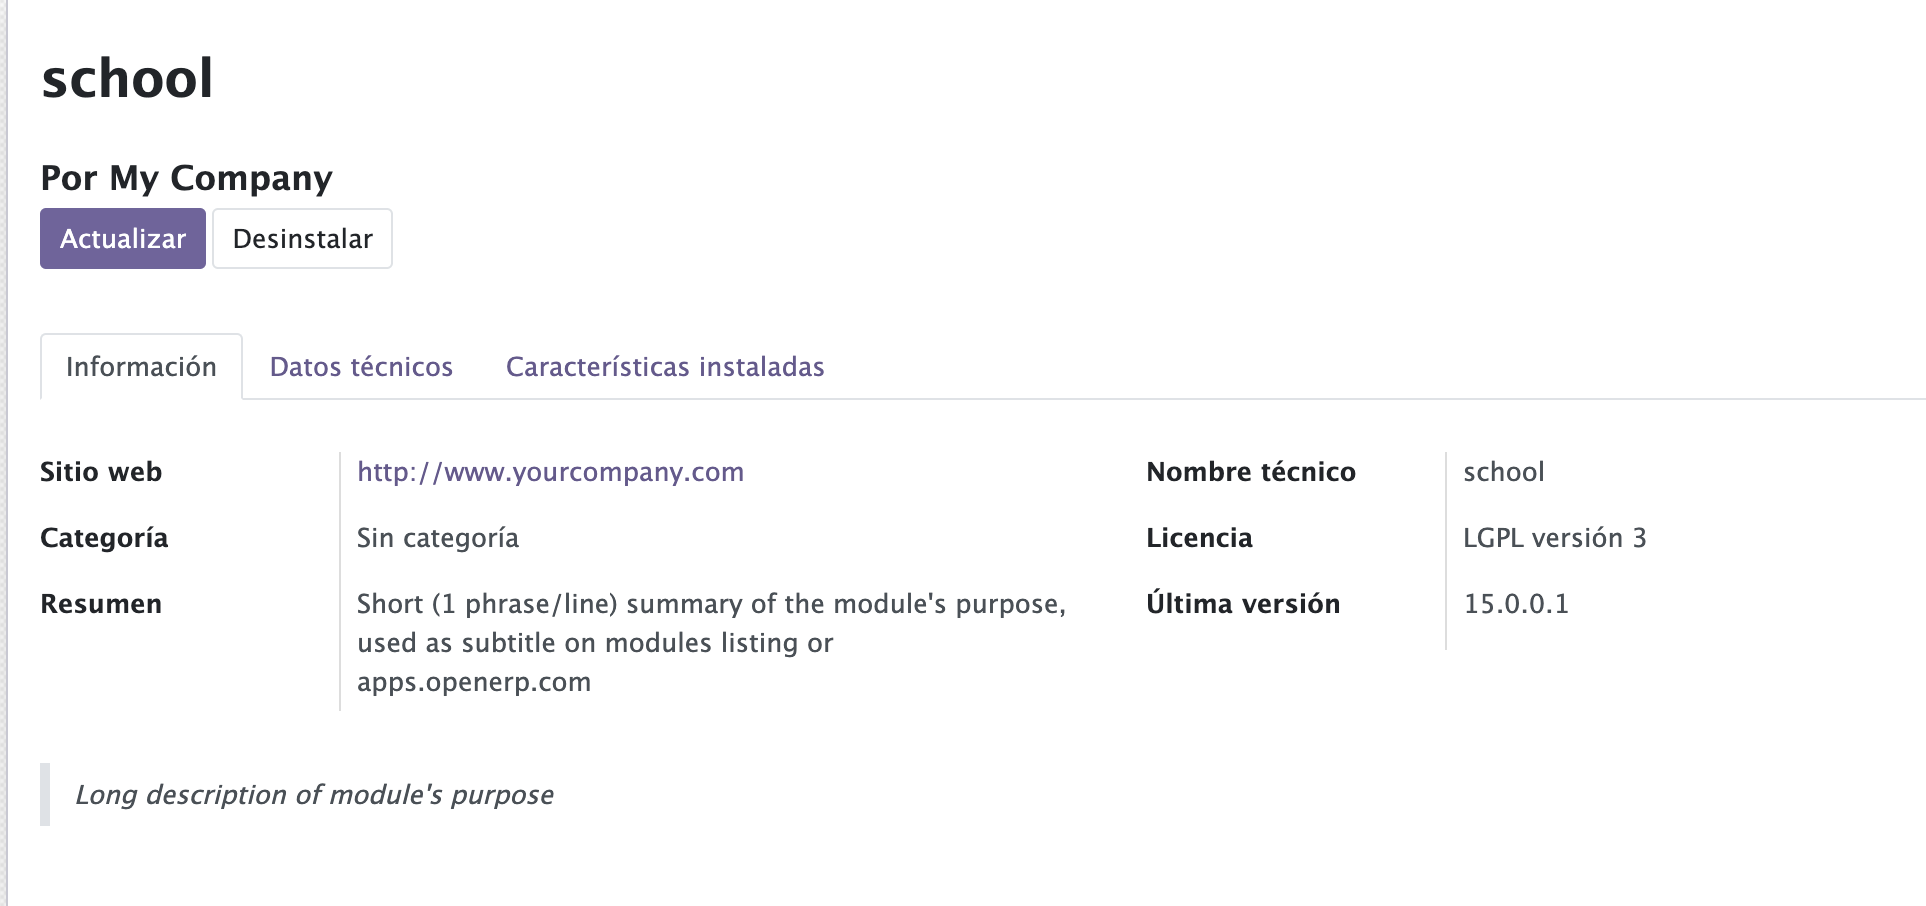 school
Por My Company
Actualizar Desinstalar
Información Datos técnicos Características instaladas
Sitio web http://www.yourcompany.com
Categoría Sin categoría
Resumen Short (1 phrase/line) summary of the module's purpose,
used as subtitle on modules listing or
apps.openerp.com
Nombre técnico school
Licencia LGPL versión 3
Última versión 15.0.0.1
Long description of module's purpose